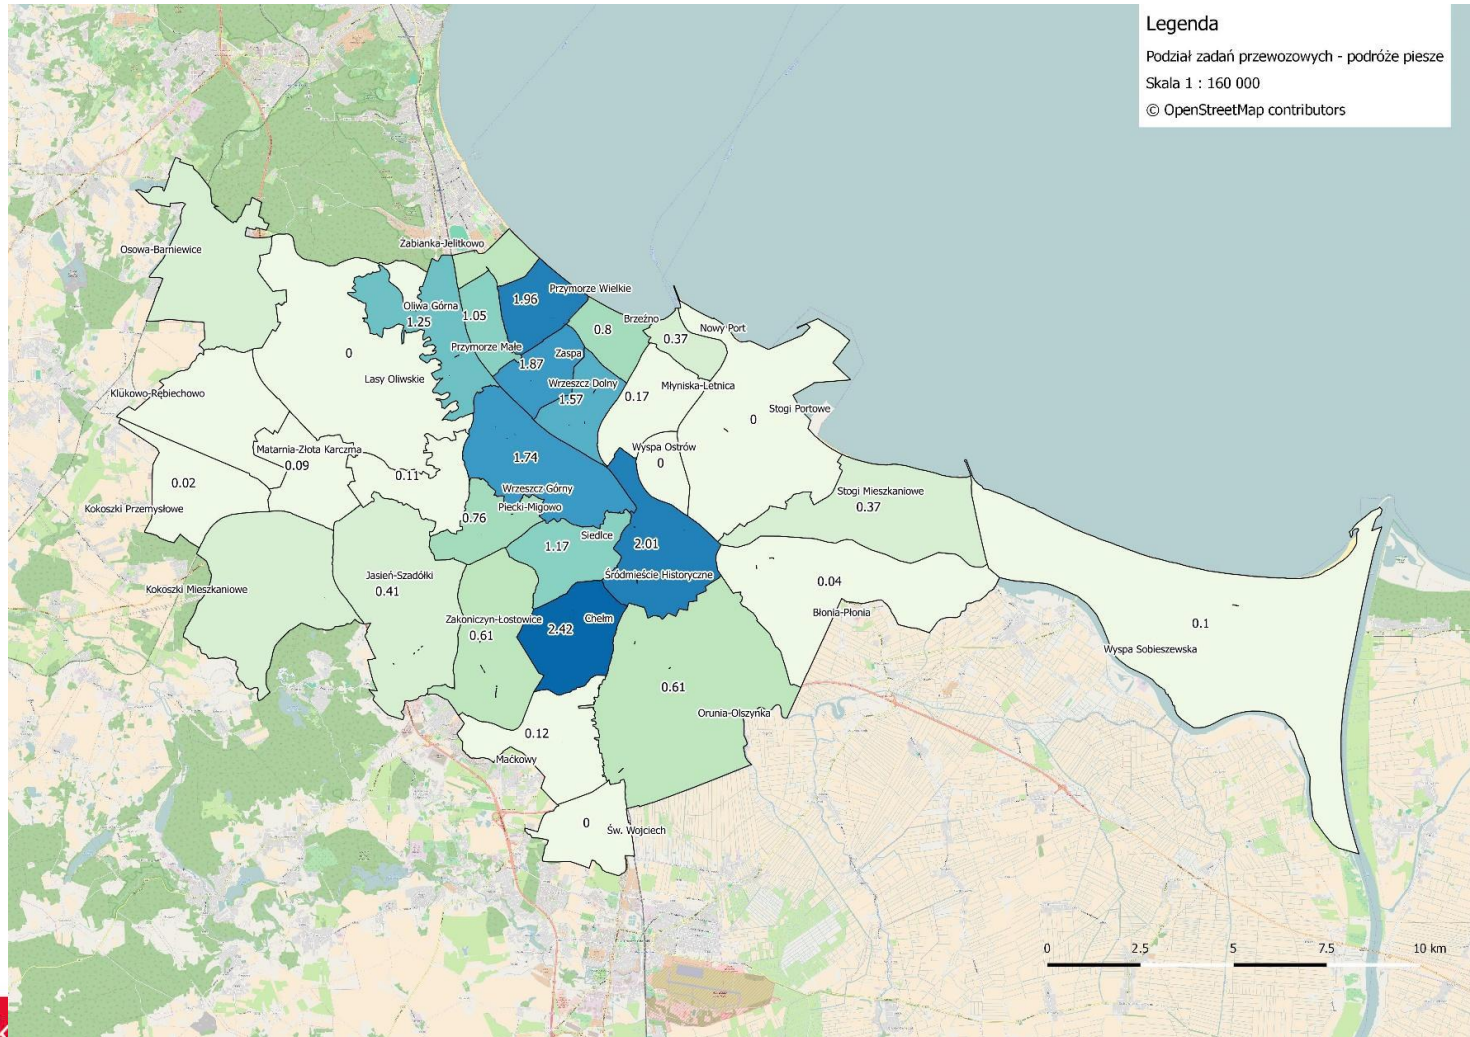 Legenda
Podział zadań przewozowych - podróże piesze
Skala 1 : 160 000
© OpenStreetMap contributors
Osowa-Barniewice
Żabianka-Jelitkowo
Przymorze Wielkie
1.96
Oliwa Górna
1.25
1.05
Brzeźno
0.8
Nowy Port
0.37
Przymorze Małe
0
Zaspa
1.87
Lasy Oliwskie
Wrzeszcz Dolny
1.57
Młyniska-Letnica
0.17
Klukowo-Rębiechowo
Stogi Portowe
0
Matarnia-Złota Karczma
0.09
Wyspa Ostrów
0
1.74
0.11
0.02
Wrzeszcz Górny
Stogi Mieszkaniowe
0.37
Kokoszki Przemysłowe
Piecki-Migowo
0.76
Siedlce
1.17
2.01
Jasień-Szadółki
0.41
Śródmieście Historyczne
0.04
Kokoszki Mieszkaniowe
Błonia-Płonia
Zakoniczyn-Łostowice
0.61
Chełm
2.42
0.1
Wyspa Sobieszewska
0.61
Orunia-Olszynka
0.12
Maćkowy
0
Św. Wojciech
0
2.5
5
7.5
10 km